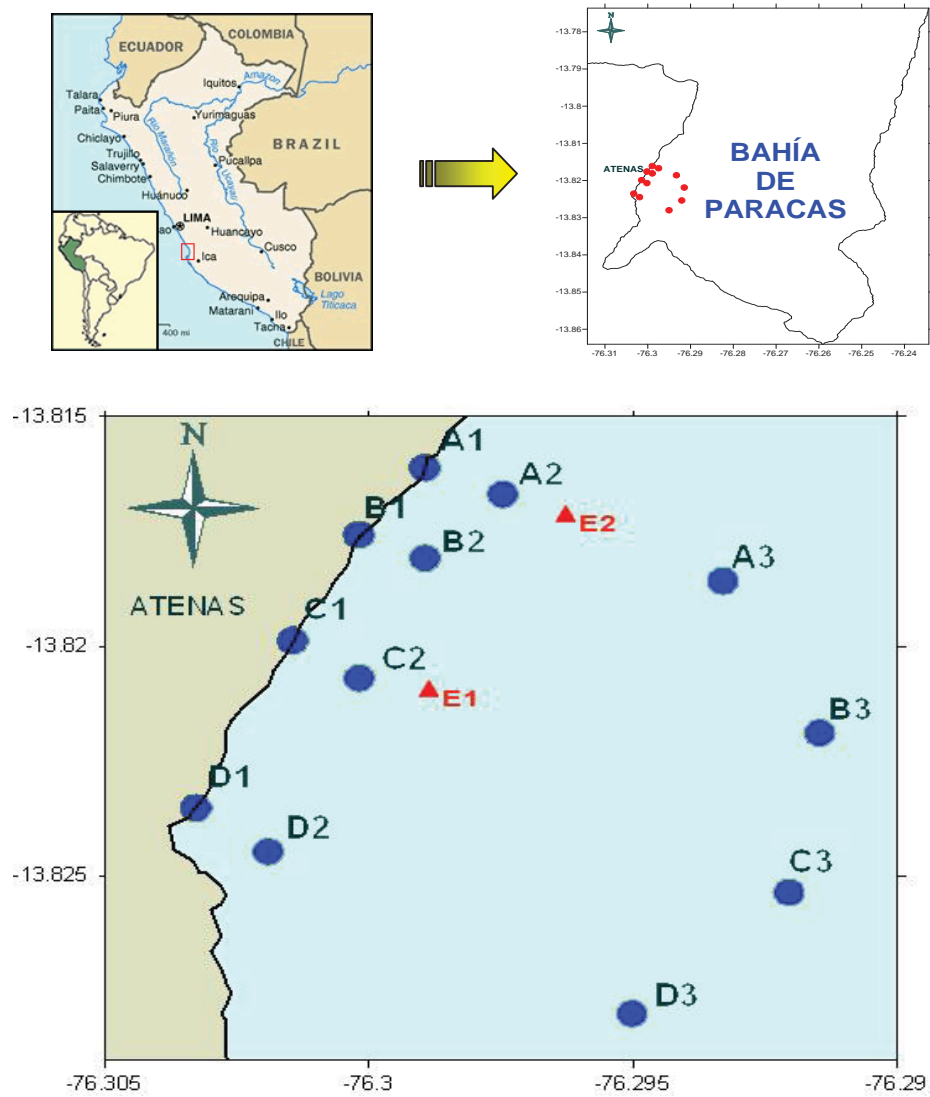 ECUADOR
COLOMBIA
Iquitos
Amazon
Talara
Paita
Piura
Yurimaguas
Rio Marañón
Rio Ucayali
BRAZIL
Chiclayo
Trujillo
Salaverry
Chimbote
Pucallpa
Huánuco
LIMA
ao
Huancayo
Cusco
Ica
BOLIVIA
Lago
Titicaca
Arequipa
Matarani
Ilo
Tacna
CHILE
400 mi
N
-13.78
-13.79
-13.8
-13.81
-13.82
-13.83
-13.84
-13.85
-13.86
ATENAS
BAHÍA
DE
PARACAS
-76.31 -76.3 -76.29 -76.28 -76.27 -76.26 -76.25 -76.24
-13.815
N
A1
A2
B1
E2
B2
A3
ATENAS
C1
-13.82
C2
E1
B3
D1
D2
C3
-13.825
D3
-76.305 -76.3 -76.295 -76.29